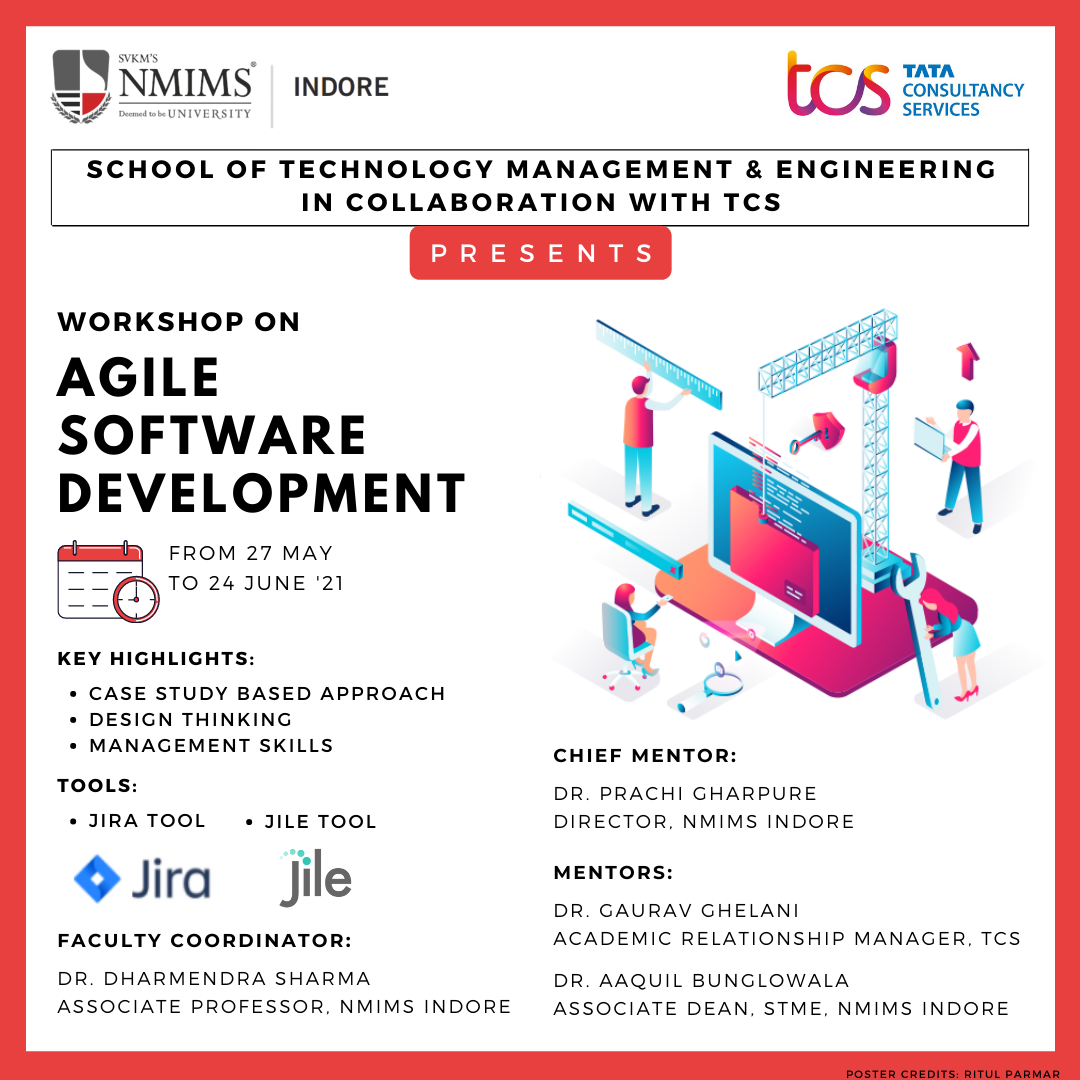 SVKM'S
NMIMS®
Deemed to be UNIVERSITY
INDORE
tcs
TATA
CONSULTANCY
SERVICES
SCHOOL OF TECHNOLOGY MANAGEMENT & ENGINEERING
IN COLLABORATION WITH TCS
PRESENTS
WORKSHOP ON
AGILE
SOFTWARE
DEVELOPMENT
FROM 27 MAY
TO 24 JUNE '21
KEY HIGHLIGHTS:
• CASE STUDY BASED APPROACH
• DESIGN THINKING
• MANAGEMENT SKILLS
TOOLS:
• JIRA TOOL • JILE TOOL
Jira
Jile
FACULTY COORDINATOR:
DR. DHARMENDRA SHARMA
ASSOCIATE PROFESSOR, NMIMS INDORE
CHIEF MENTOR:
DR. PRACHI GHARPURE
DIRECTOR, NMIMS INDORE
MENTORS:
DR. GAURAV GHELANI
ACADEMIC RELATIONSHIP MANAGER, TCS
DR. AAQUIL BUNGLOWALA
ASSOCIATE DEAN, STME, NMIMS INDORE
POSTER CREDITS: RITUL PARMAR